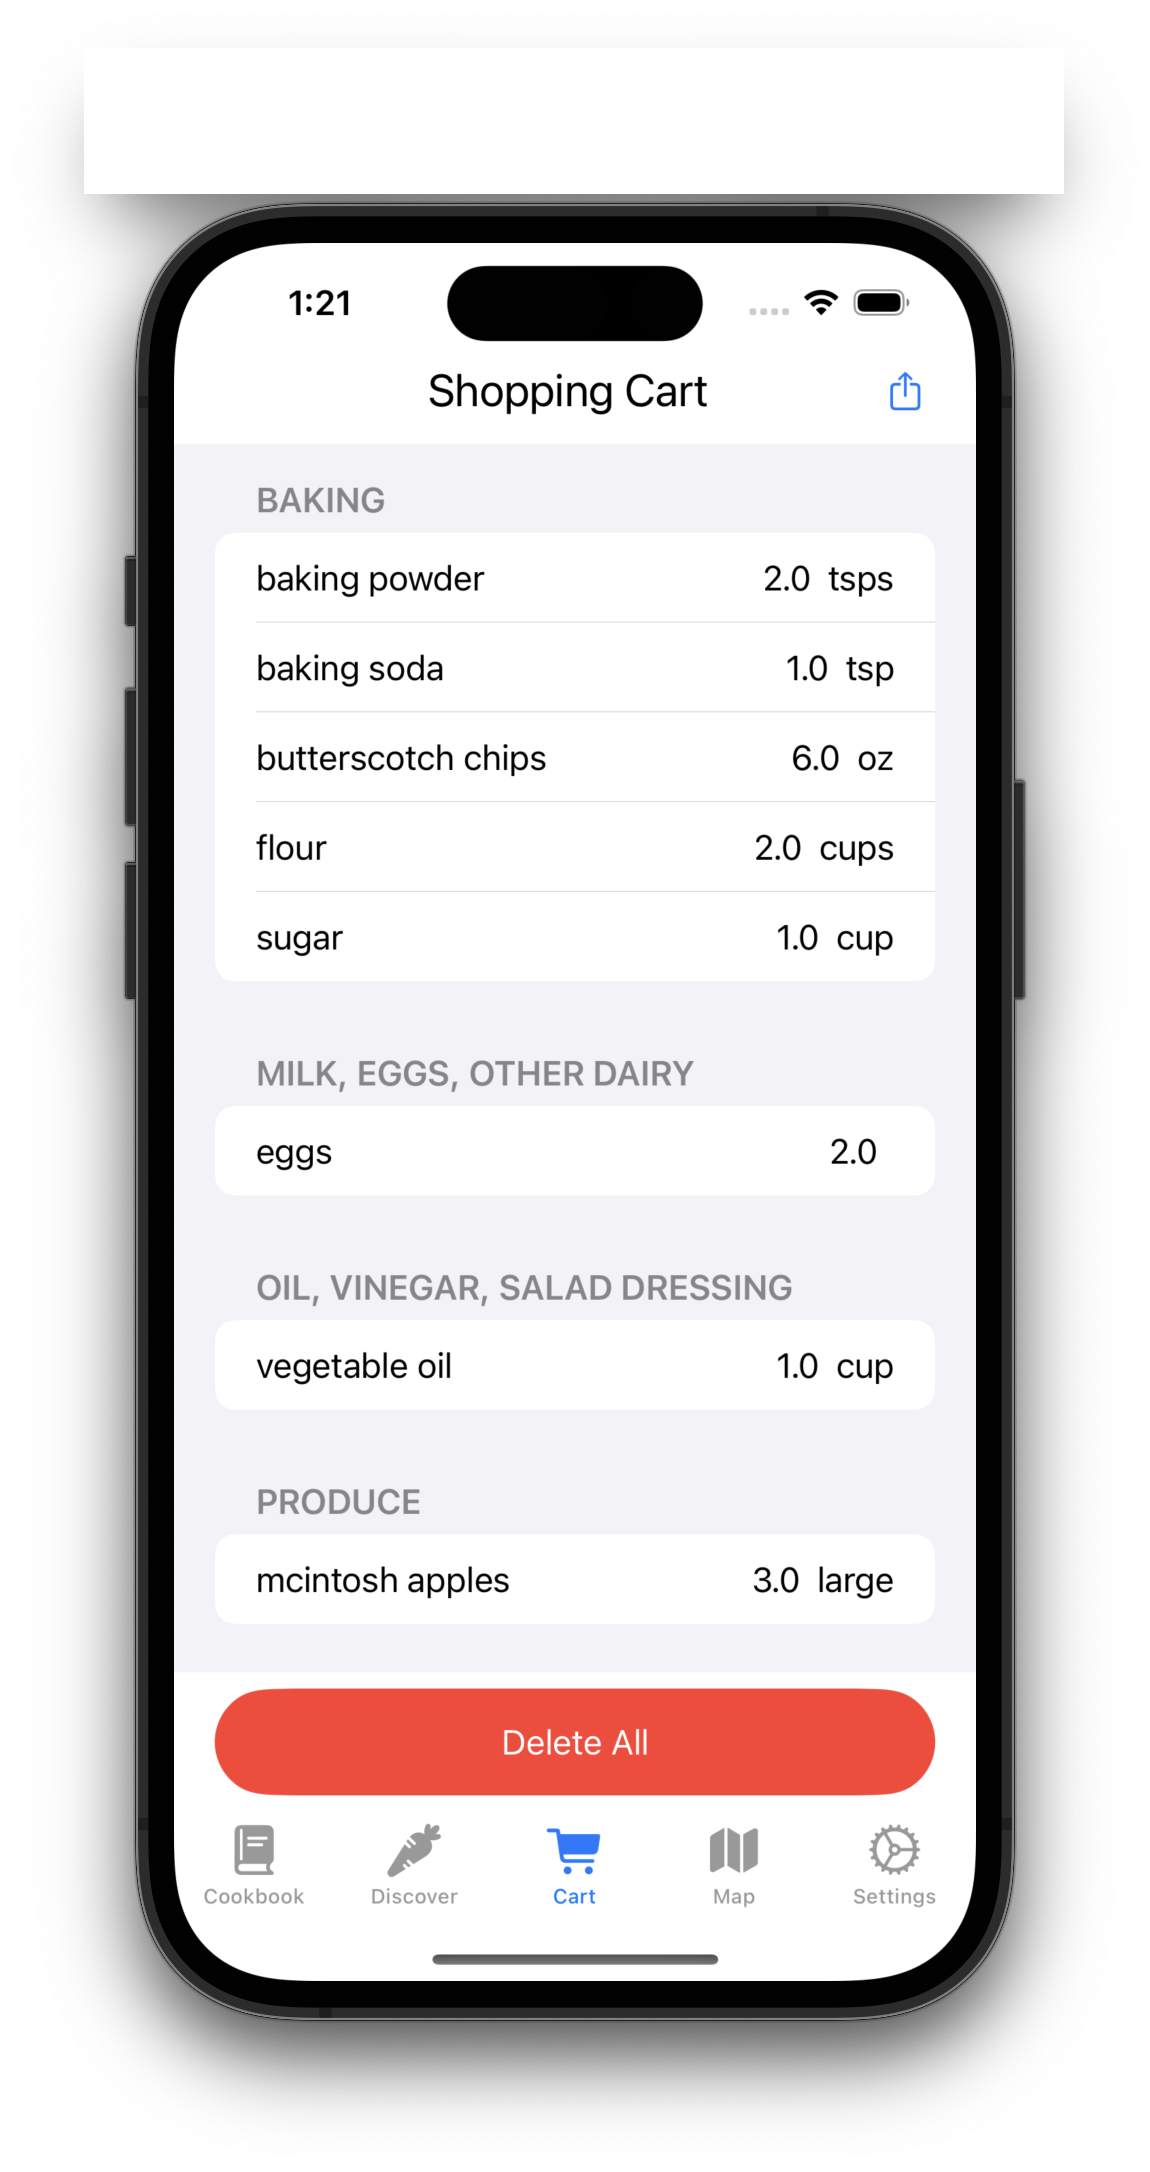 1:21
Shopping Cart
BAKING
baking powder 2.0 tsps
baking soda 1.0 tsp
butterscotch chips 6.0 oz
flour 2.0 cups
sugar 1.0 cup
MILK, EGGS, OTHER DAIRY
eggs 2.0
OIL, VINEGAR, SALAD DRESSING
vegetable oil 1.0 cup
PRODUCE
mcintosh apples 3.0 large
Delete All
Cookbook Discover Cart Map Settings